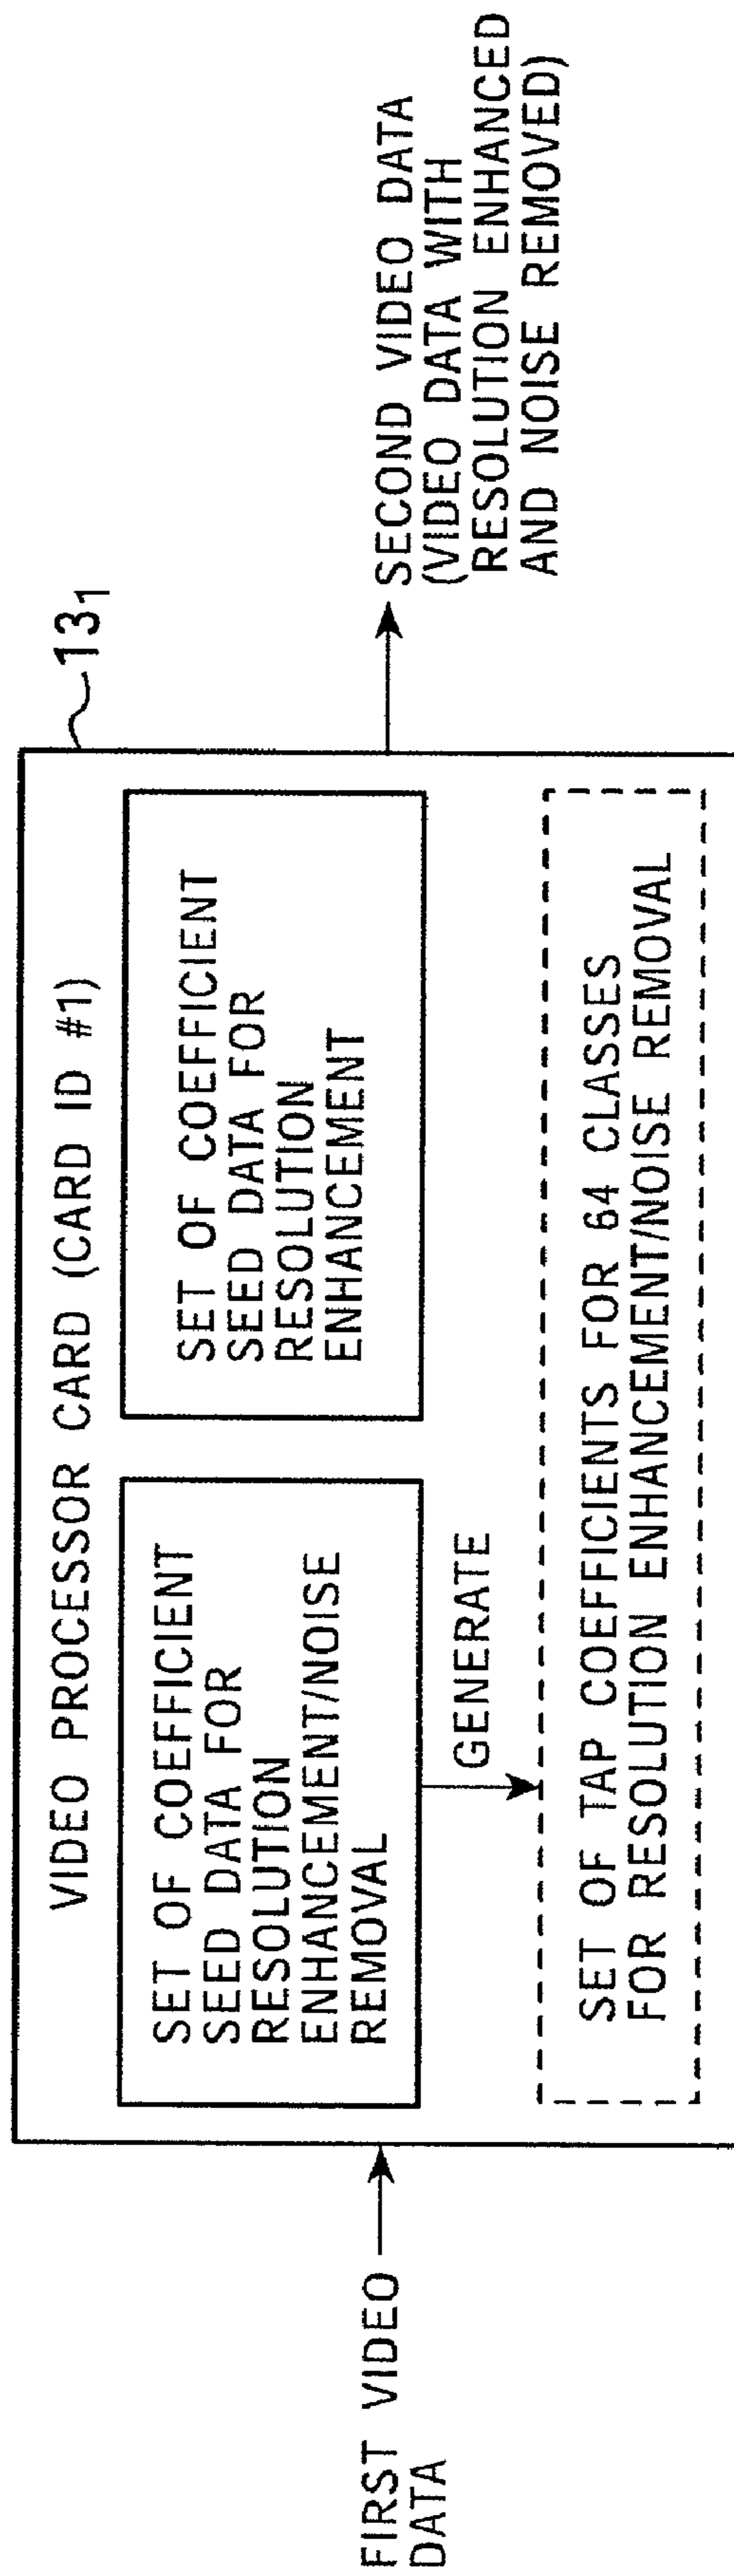 13₁
VIDEO PROCESSOR CARD (CARD ID #1)
SET OF COEFFICIENT
SEED DATA FOR
RESOLUTION
ENHANCEMENT/NOISE
REMOVAL
SET OF COEFFICIENT
SEED DATA FOR
RESOLUTION
ENHANCEMENT
GENERATE
SET OF TAP COEFFICIENTS FOR 64 CLASSES
FOR RESOLUTION ENHANCEMENT/NOISE REMOVAL
FIRST VIDEO
DATA
SECOND VIDEO DATA
(VIDEO DATA WITH
RESOLUTION ENHANCED
AND NOISE REMOVED)